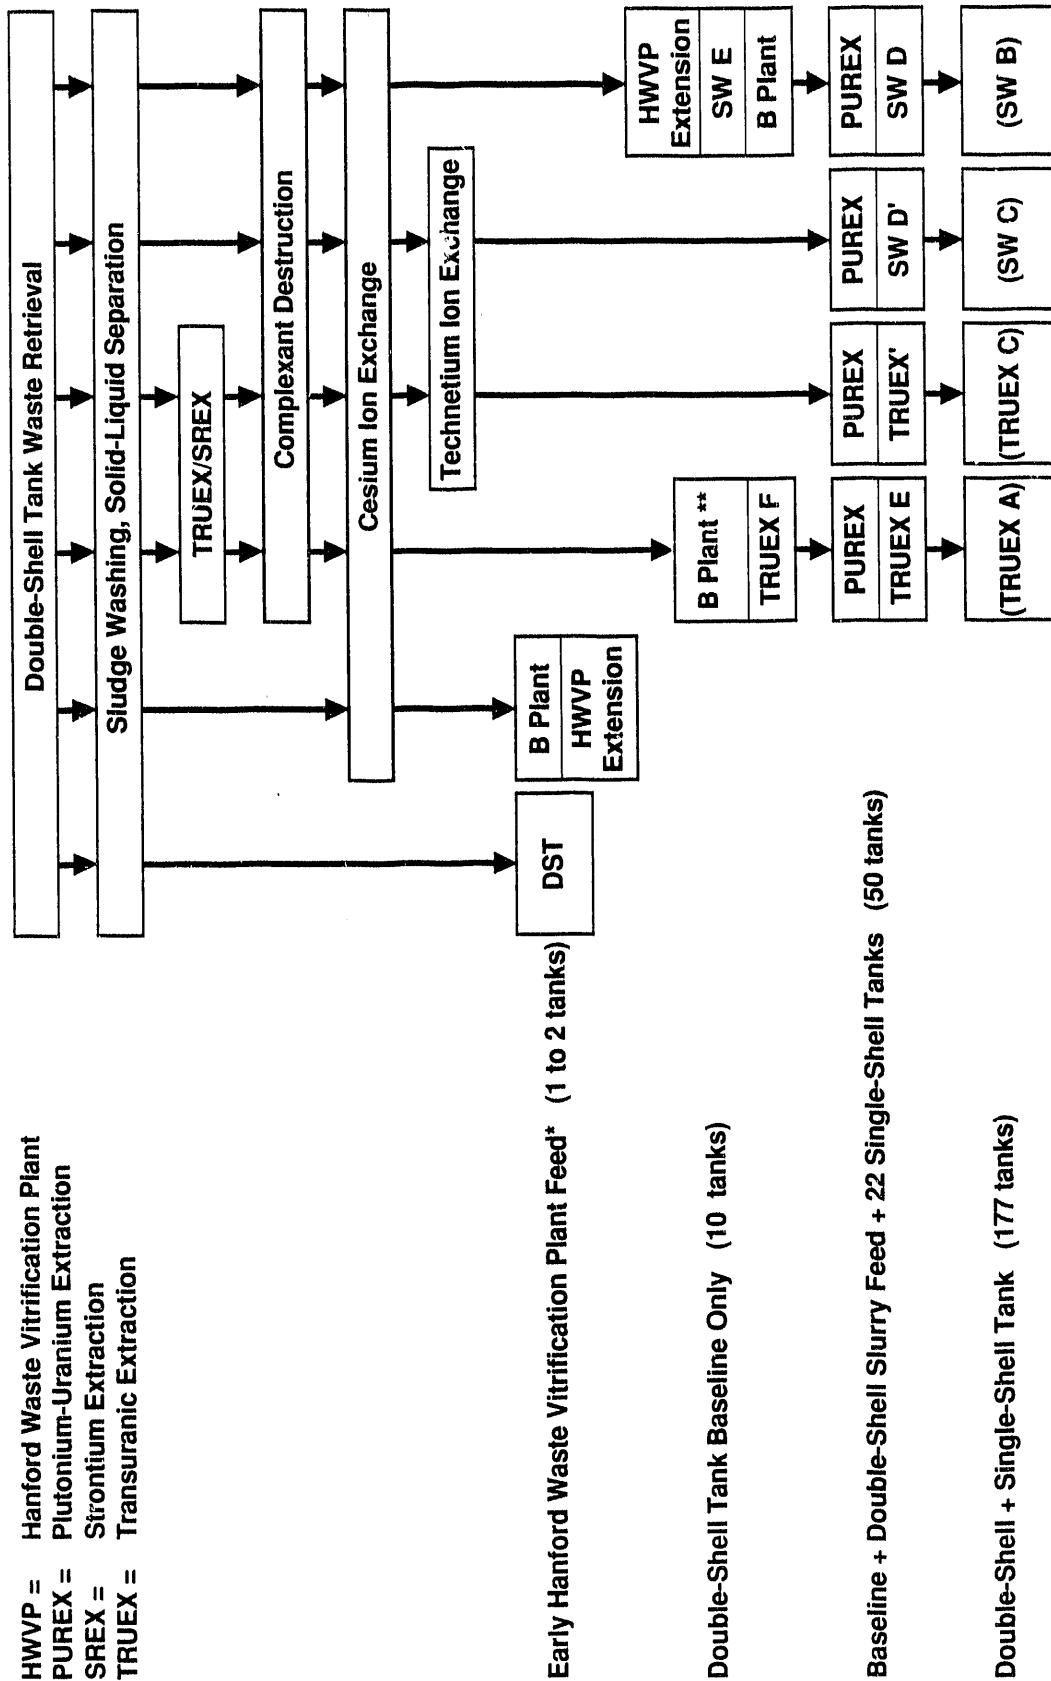 HWVP = Hanford Waste Vitrification Plant
PUREX = Plutonium-Uranium Extraction
SREX = Strontium Extraction
TRUEX = Transuranic Extraction
Double-Shell Tank Waste Retrieval
Sludge Washing, Solid-Liquid Separation
TRUEX/SREX
Complexant Destruction
Cesium Ion Exchange
Technetium Ion Exchange
Early Hanford Waste Vitrification Plant Feed* (1 to 2 tanks)
DST
B Plant
HWVP
Extension
HWVP
Extension
SW E
B Plant
Double-Shell Tank Baseline Only (10 tanks)
B Plant **
TRUEX F
Baseline + Double-Shell Slurry Feed + 22 Single-Shell Tanks (50 tanks)
PUREX
TRUEX E
PUREX
TRUEX'
PUREX
SW D'
PUREX
SW D
Double-Shell + Single-Shell Tank (177 tanks)
(TRUEX A)
(TRUEX C)
(SW C)
(SW B)